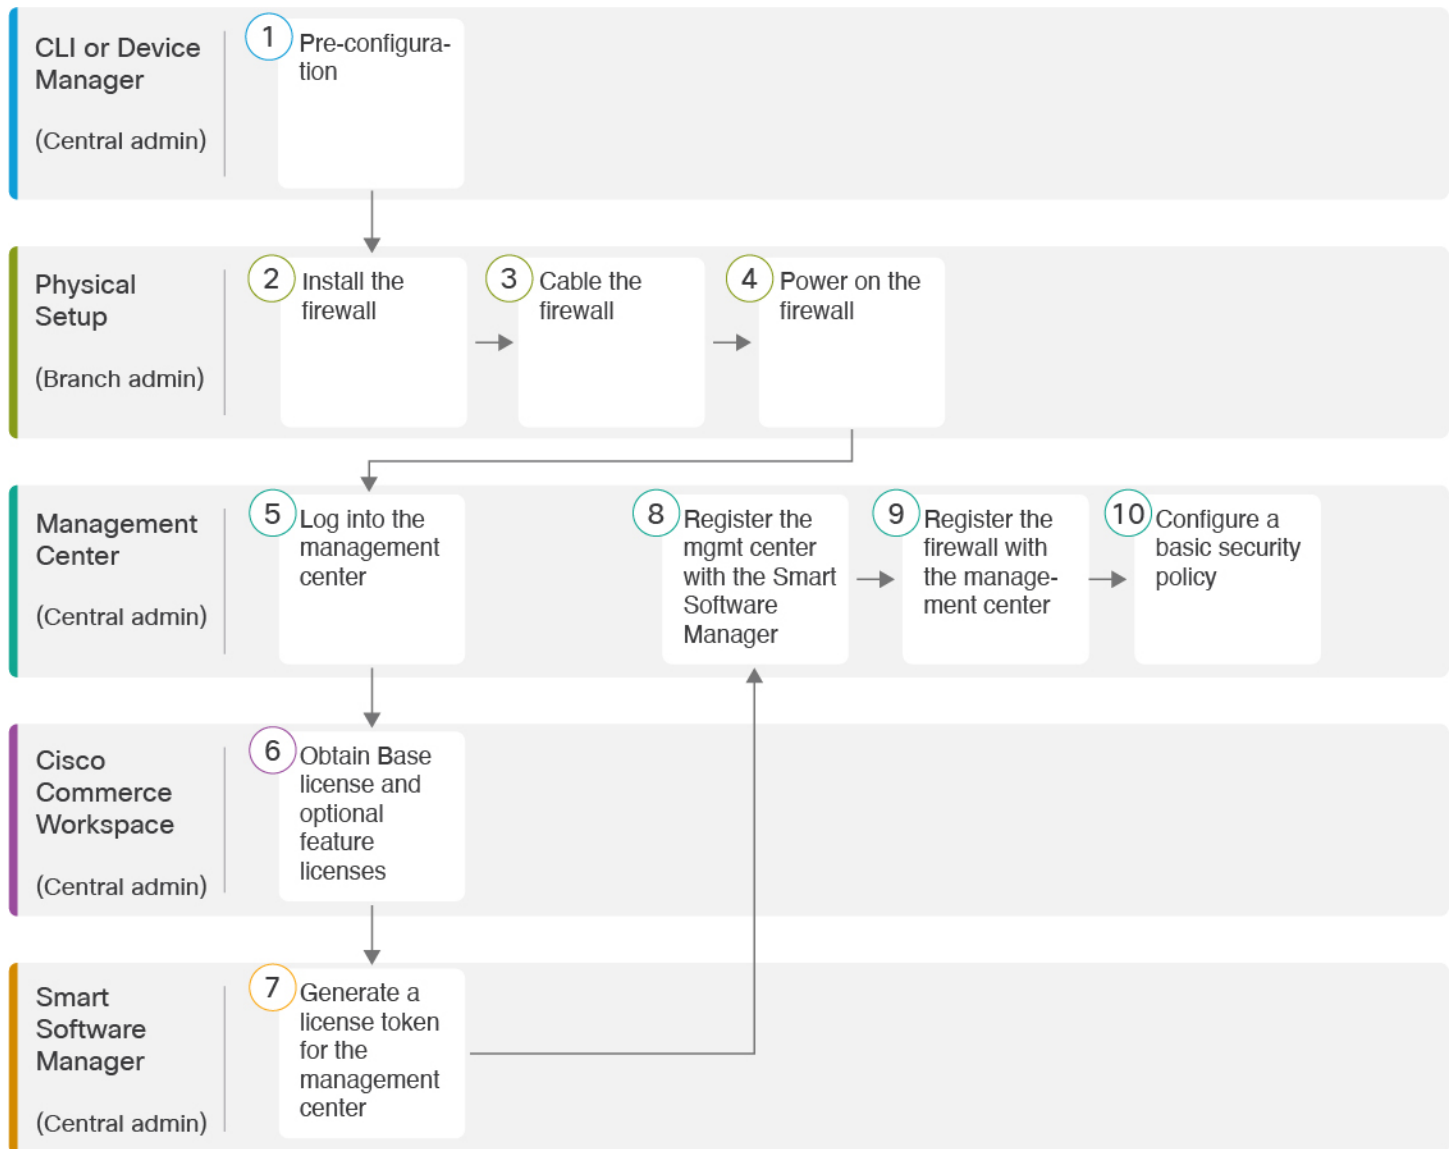 CLI or Device
Manager
(Central admin)
1
Pre-configura-
tion
Physical
Setup
(Branch admin)
2
Install the
firewall
3
Cable the
firewall
4
Power on the
firewall
Management
Center
(Central admin)
5
Log into the
management
center
8
Register the
mgmt center
with the Smart
Software
Manager
9
Register the
firewall with
the manage-
ment center
10
Configure a
basic security
policy
Cisco
Commerce
Workspace
(Central admin)
6
Obtain Base
license and
optional
feature
licenses
Smart
Software
Manager
(Central admin)
7
Generate a
license token
for the
management
center